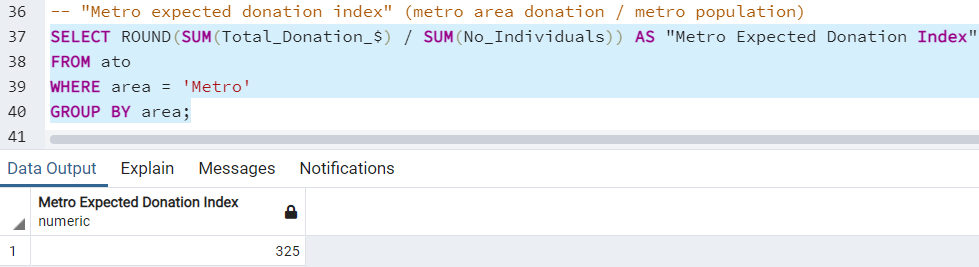 36 -- "Metro expected donation index" (metro area donation / metro population)
37 SELECT ROUND(SUM(Total_Donation_$) / SUM(No_Individuals)) AS "Metro Expected Donation Index"
38 FROM ato
39 WHERE area = 'Metro'
40 GROUP BY area;
41
Data Output Explain Messages Notifications
Metro Expected Donation Index
numeric
1 325